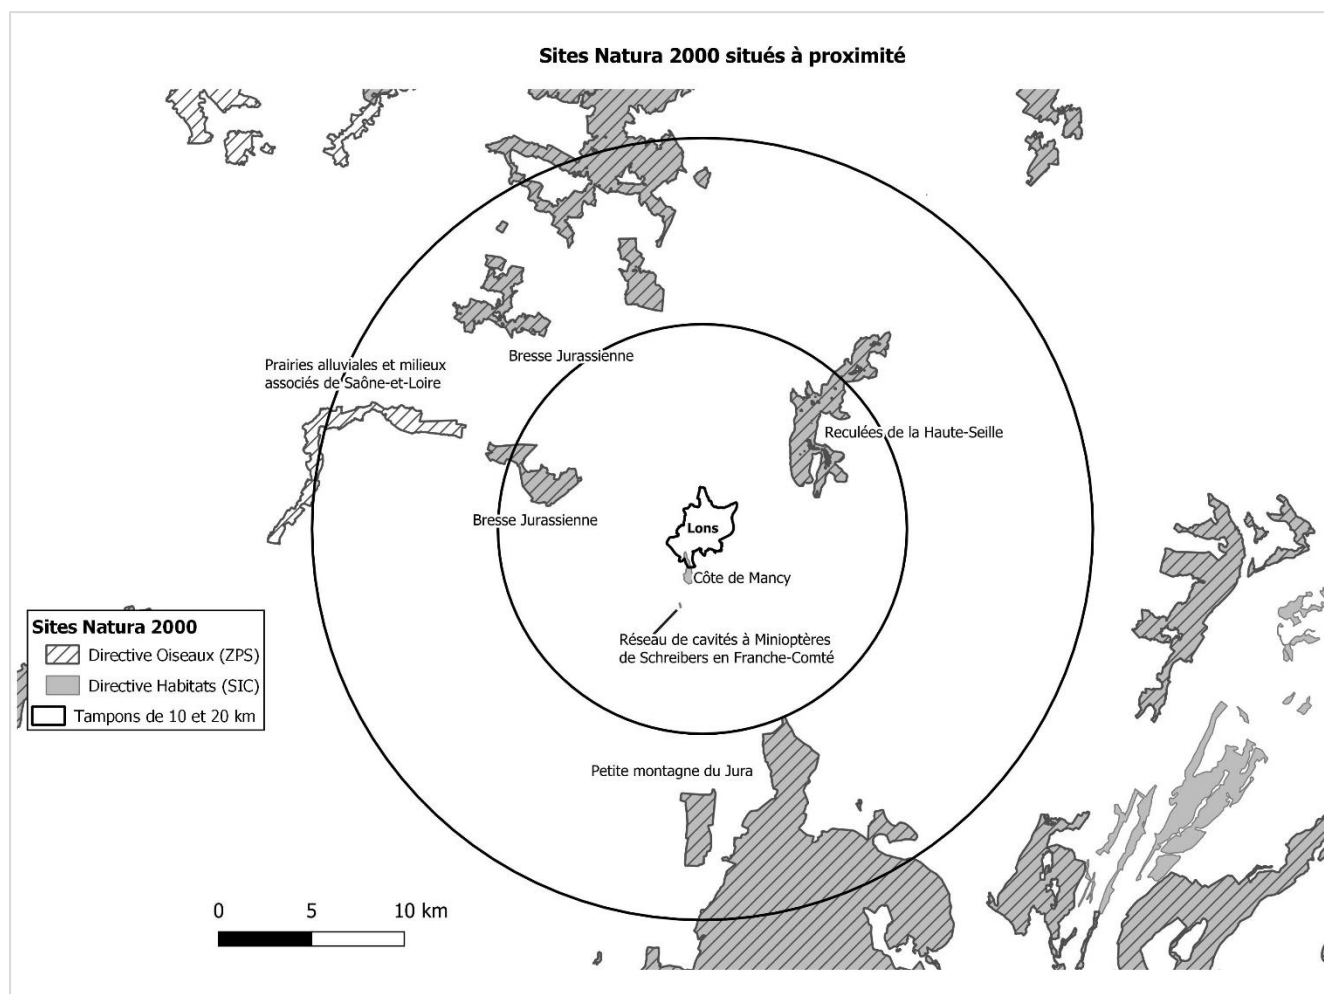 Sites Natura 2000 situés à proximité
Bresse Jurassienne
Prairies alluviales et milieux
associés de Saône-et-Loire
Reculées de la Haute-Seille
Bresse Jurassienne
Lons
Côte de Mancy
Réseau de cavités à Minioptères
de Schreibers en Franche-Comté
Sites Natura 2000
Directive Oiseaux (ZPS)
Directive Habitats (SIC)
Tampons de 10 et 20 km
Petite montagne du Jura
0 5 10 km